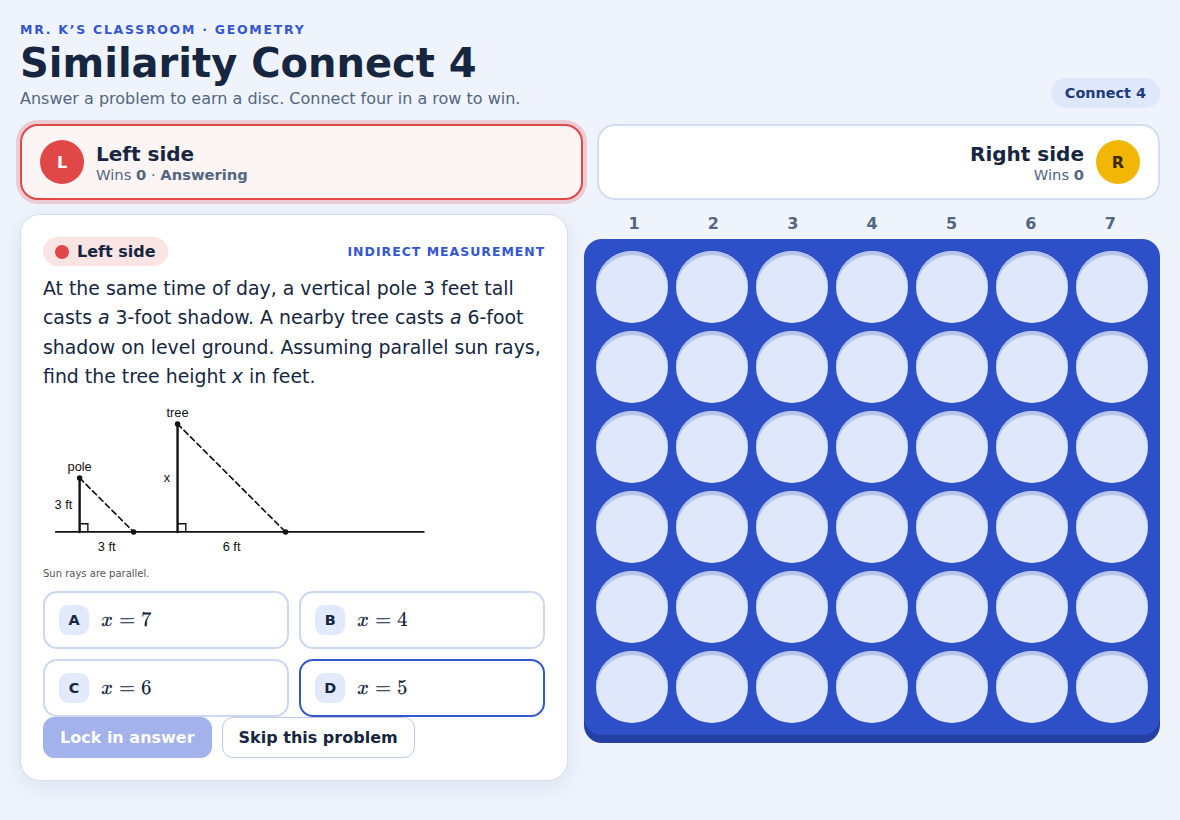 MR. K’S CLASSROOM · GEOMETRY
Similarity Connect 4
Answer a problem to earn a disc. Connect four in a row to win.
Connect 4
L
Left side
Wins 0 · Answering
Right side
Wins 0
R
Left side
INDIRECT MEASUREMENT
At the same time of day, a vertical pole 3 feet tall
casts a 3-foot shadow. A nearby tree casts a 6-foot
shadow on level ground. Assuming parallel sun rays,
find the tree height x in feet.
tree
pole
x
3 ft
3 ft
6 ft
Sun rays are parallel.
A x = 7
B x = 4
C x = 6
D x = 5
Lock in answer
Skip this problem
1 2 3 4 5 6 7